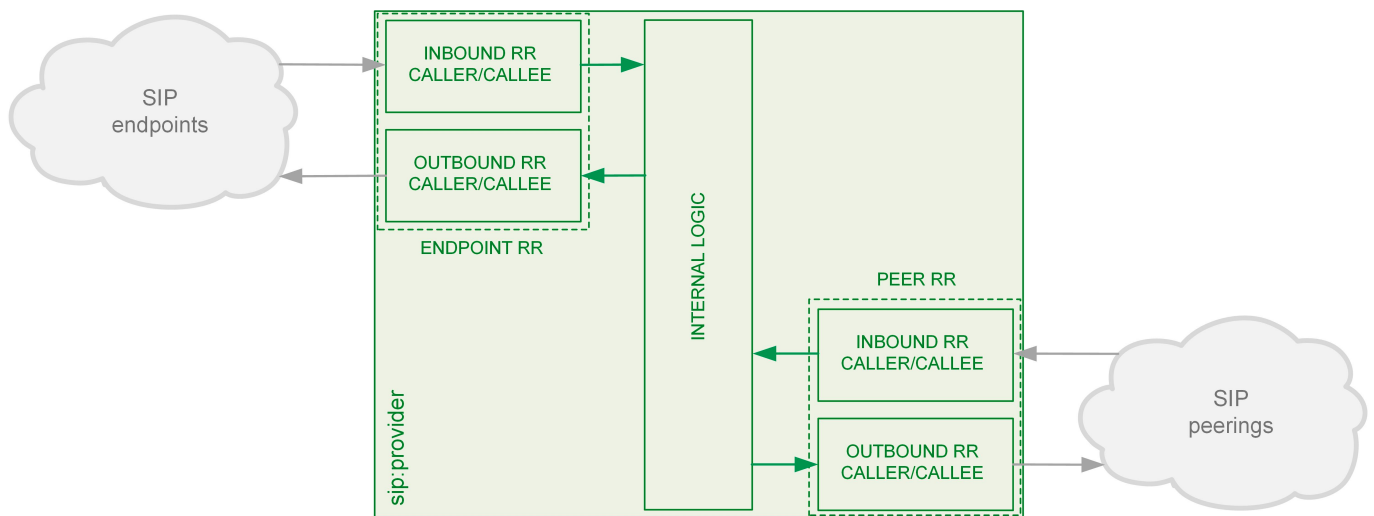 SIP
endpoints
INBOUND RR
CALLER/CALLEE
OUTBOUND RR
CALLER/CALLEE
ENDPOINT RR
INTERNAL LOGIC
sip:provider
PEER RR
INBOUND RR
CALLER/CALLEE
OUTBOUND RR
CALLER/CALLEE
SIP
peerings